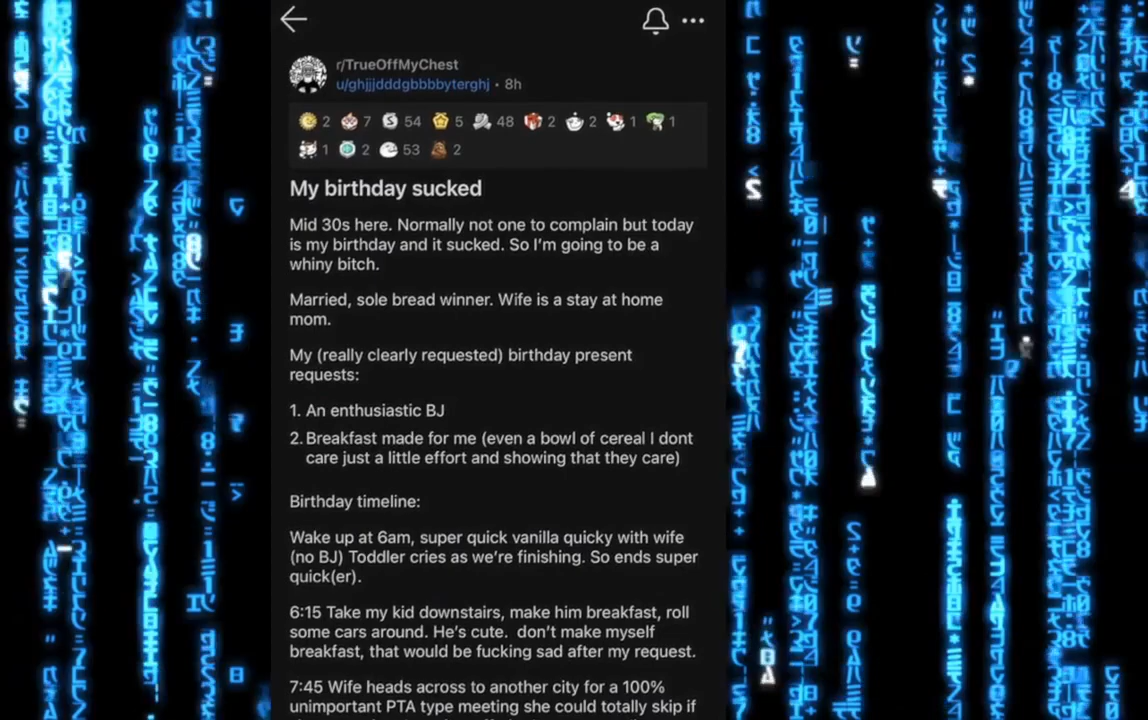 r/TrueOffMyChest
u/ghjjjdddgbbbbyterghj • 8h
2 7 54 5 48 2 2 1 1
1 2 53 2
My birthday sucked
Mid 30s here. Normally not one to complain but today
is my birthday and it sucked. So I'm going to be a
whiny bitch.
Married, sole bread winner. Wife is a stay at home
mom.
My (really clearly requested) birthday present
requests:
1. An enthusiastic BJ
2. Breakfast made for me (even a bowl of cereal I dont
care just a little effort and showing that they care)
Birthday timeline:
Wake up at 6am, super quick vanilla quicky with wife
(no BJ) Toddler cries as we're finishing. So ends super
quick(er).
6:15 Take my kid downstairs, make him breakfast, roll
some cars around. He's cute. don't make myself
breakfast, that would be fucking sad after my request.
7:45 Wife heads across to another city for a 100%
unimportant PTA type meeting she could totally skip if